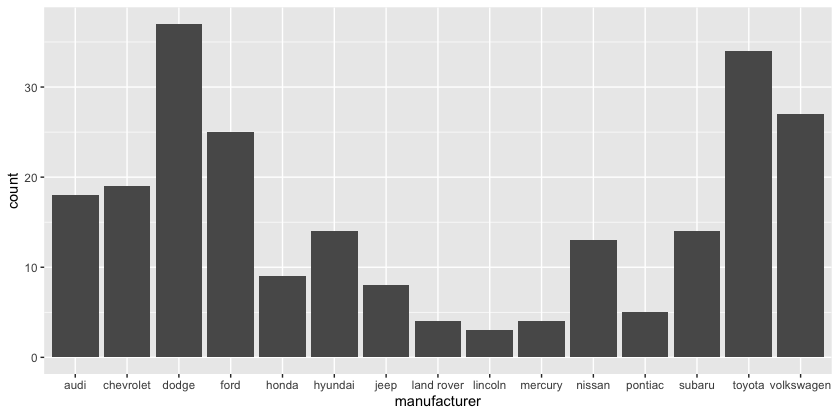 30
20
10
0
count
audi chevrolet dodge ford honda hyundai jeep land rover lincoln mercury nissan pontiac subaru toyota volkswagen
manufacturer